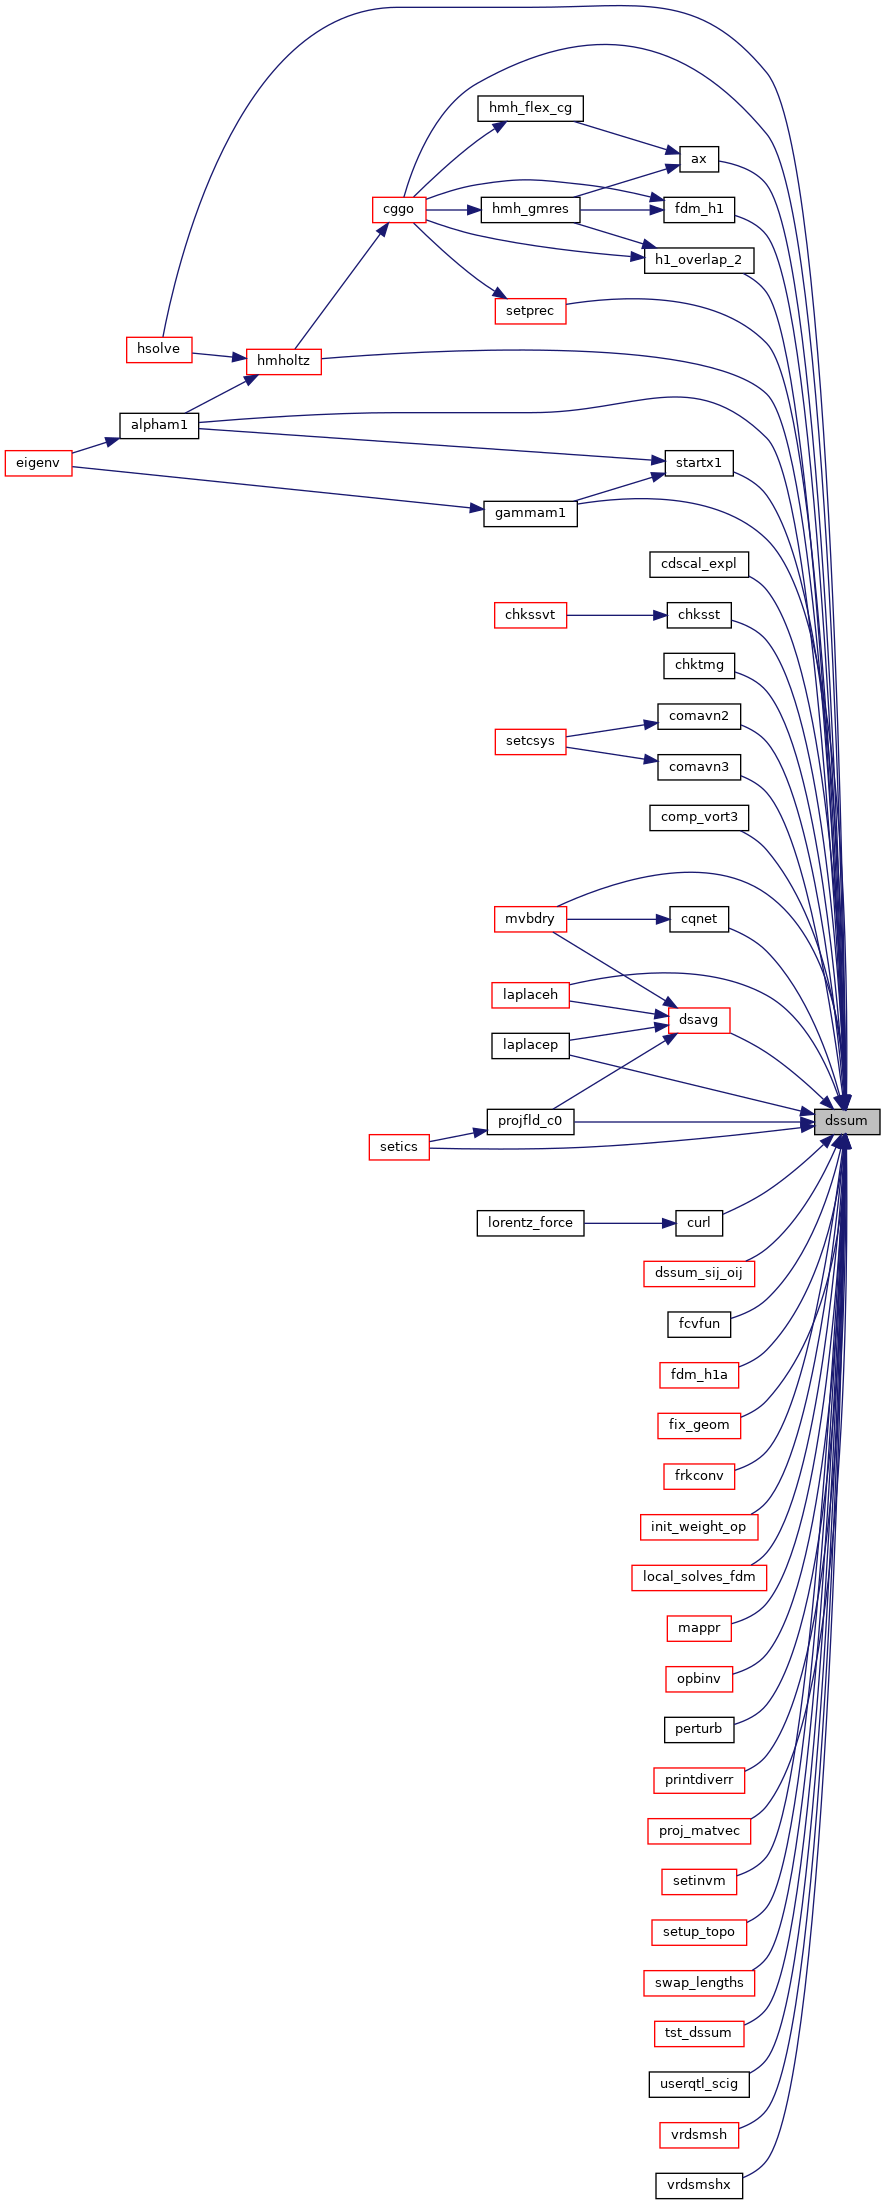 hmh_flex_cg
ax
cggo
hmh_gmres
fdm_h1
h1_overlap_2
setprec
hsolve
hmholtz
alpham1
eigenv
startx1
gammam1
cdscal_expl
chkssvt
chksst
chktmg
comavn2
setcsys
comavn3
comp_vort3
mvbdry
cqnet
laplaceh
dsavg
laplacep
projfld_c0
dssum
setics
lorentz_force
curl
dssum_sij_oij
fcvfun
fdm_h1a
fix_geom
frkconv
init_weight_op
local_solves_fdm
mappr
opbinv
perturb
printdiverr
proj_matvec
setinvm
setup_topo
swap_lengths
tst_dssum
userqtl_scig
vrdsmsh
vrdsmshx